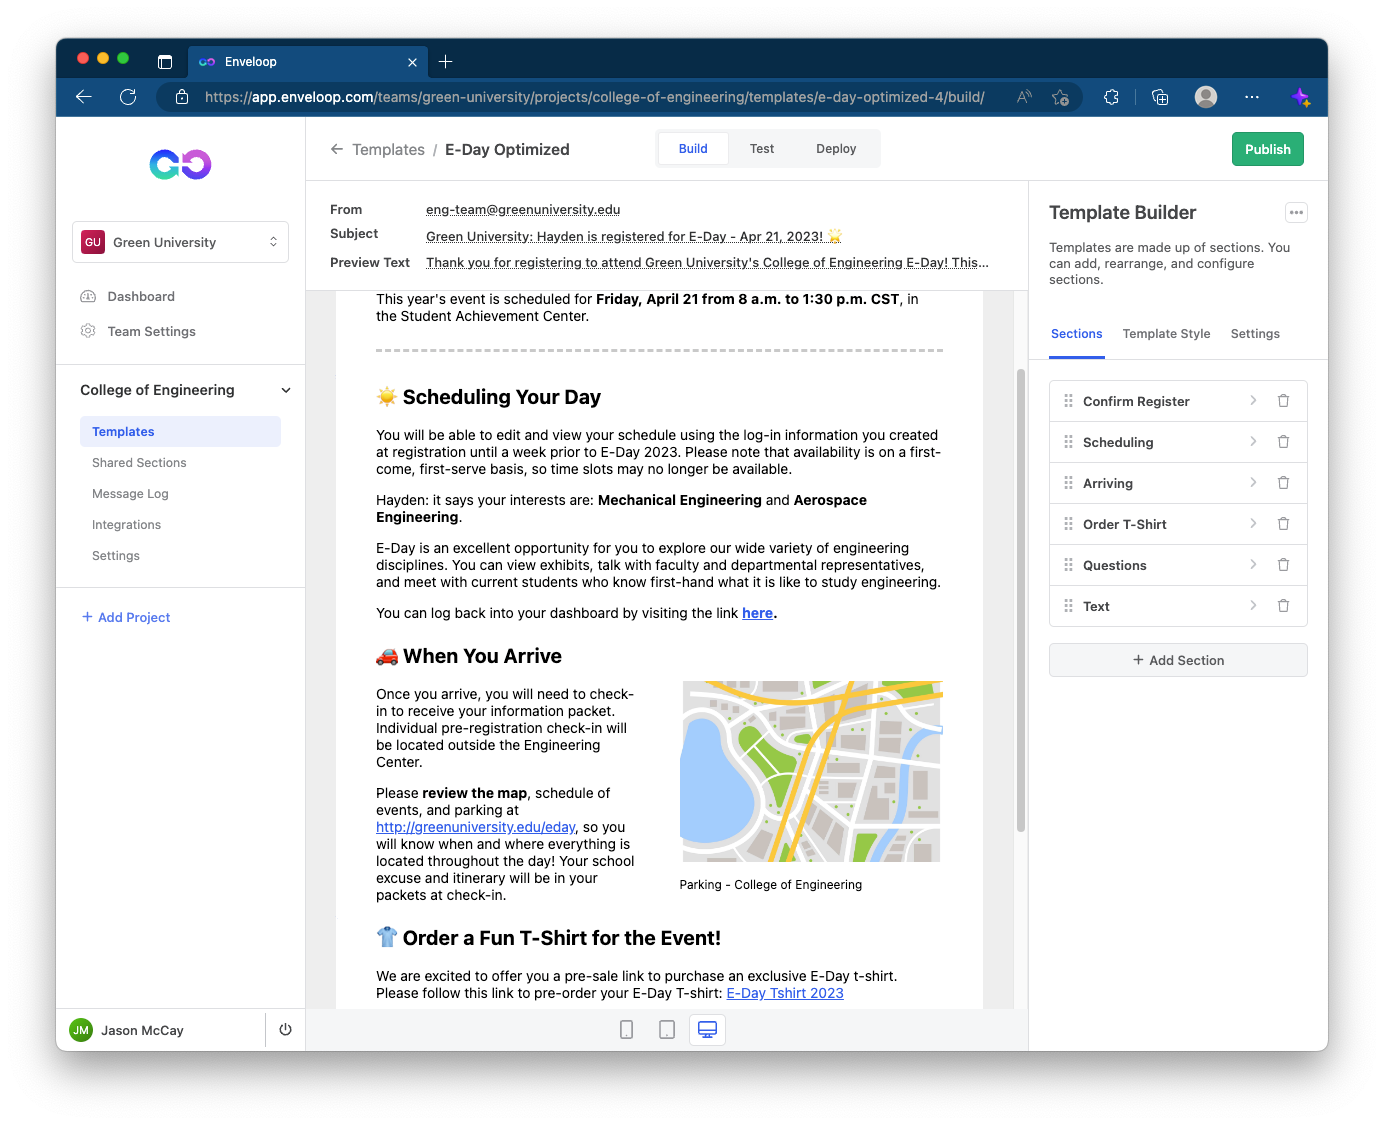 Enveloop
https://app.enveloop.com/teams/green-university/projects/college-of-engineering/templates/e-day-optimized-4/build/
GU Green University
Dashboard
Team Settings
College of Engineering
Templates
Shared Sections
Message Log
Integrations
Settings
+ Add Project
JM Jason McCay
← Templates / E-Day Optimized
Build Test Deploy
Publish
From eng-team@greenuniversity.edu
Subject Green University: Hayden is registered for E-Day - Apr 21, 2023! 🌟
Preview Text Thank you for registering to attend Green University's College of Engineering E-Day! This...
This year's event is scheduled for Friday, April 21 from 8 a.m. to 1:30 p.m. CST, in
the Student Achievement Center.
☀️ Scheduling Your Day
You will be able to edit and view your schedule using the log-in information you created
at registration until a week prior to E-Day 2023. Please note that availability is on a first-
come, first-serve basis, so time slots may no longer be available.
Hayden: it says your interests are: Mechanical Engineering and Aerospace
Engineering.
E-Day is an excellent opportunity for you to explore our wide variety of engineering
disciplines. You can view exhibits, talk with faculty and departmental representatives,
and meet with current students who know first-hand what it is like to study engineering.
You can log back into your dashboard by visiting the link here.
🚗 When You Arrive
Once you arrive, you will need to check-
in to receive your information packet.
Individual pre-registration check-in will
be located outside the Engineering
Center.
Please review the map, schedule of
events, and parking at
http://greenuniversity.edu/eday, so you
will know when and where everything is
located throughout the day! Your school
excuse and itinerary will be in your
packets at check-in.
Parking - College of Engineering
👕 Order a Fun T-Shirt for the Event!
We are excited to offer you a pre-sale link to purchase an exclusive E-Day t-shirt.
Please follow this link to pre-order your E-Day T-shirt: E-Day Tshirt 2023
Template Builder
Templates are made up of sections. You
can add, rearrange, and configure
sections.
Sections Template Style Settings
Confirm Register
Scheduling
Arriving
Order T-Shirt
Questions
Text
+ Add Section